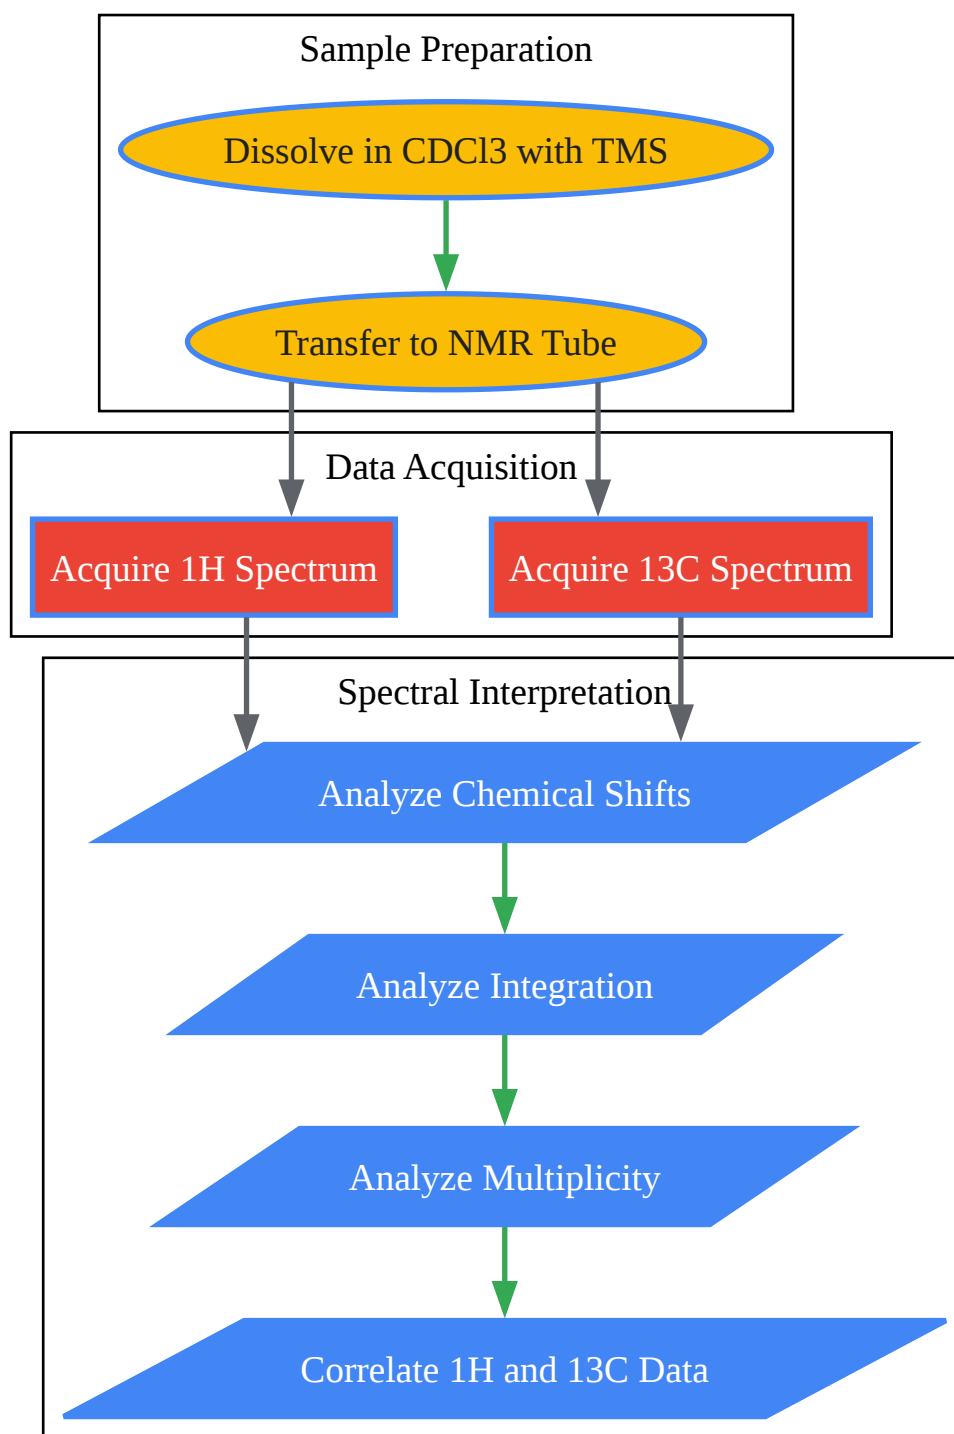 Sample Preparation
Dissolve in CDCl3 with TMS
Transfer to NMR Tube
Data Acquisition
Acquire 1H Spectrum
Acquire 13C Spectrum
Spectral Interpretation
Analyze Chemical Shifts
Analyze Integration
Analyze Multiplicity
Correlate 1H and 13C Data